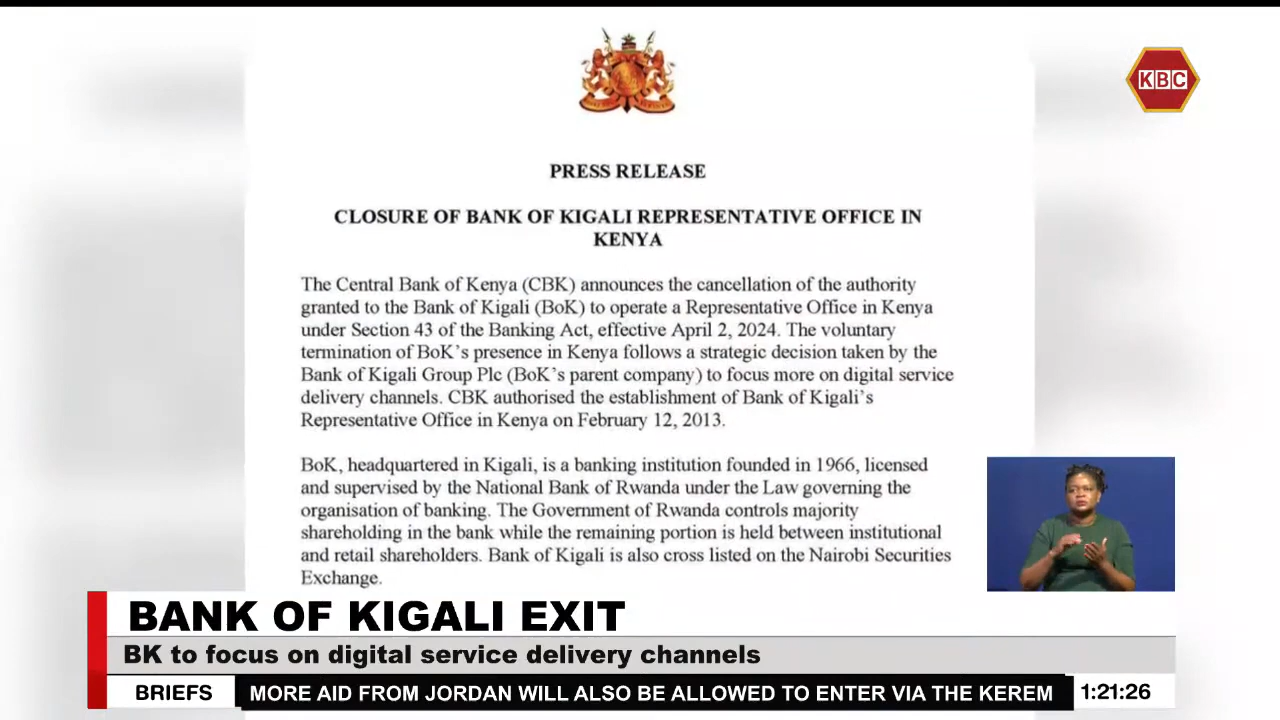 KBC
PRESS RELEASE
CLOSURE OF BANK OF KIGALI REPRESENTATIVE OFFICE IN
KENYA
The Central Bank of Kenya (CBK) announces the cancellation of the authority
granted to the Bank of Kigali (BoK) to operate a Representative Office in Kenya
under Section 43 of the Banking Act, effective April 2, 2024. The voluntary
termination of BoK's presence in Kenya follows a strategic decision taken by the
Bank of Kigali Group Plc (BoK's parent company) to focus more on digital service
delivery channels. CBK authorised the establishment of Bank of Kigali's
Representative Office in Kenya on February 12, 2013.
BoK, headquartered in Kigali, is a banking institution founded in 1966, licensed
and supervised by the National Bank of Rwanda under the Law governing the
organisation of banking. The Government of Rwanda controls majority
shareholding in the bank while the remaining portion is held between institutional
and retail shareholders. Bank of Kigali is also cross listed on the Nairobi Securities
Exchange.
BANK OF KIGALI EXIT
BK to focus on digital service delivery channels
BRIEFS MORE AID FROM JORDAN WILL ALSO BE ALLOWED TO ENTER VIA THE KEREM 1:21:26